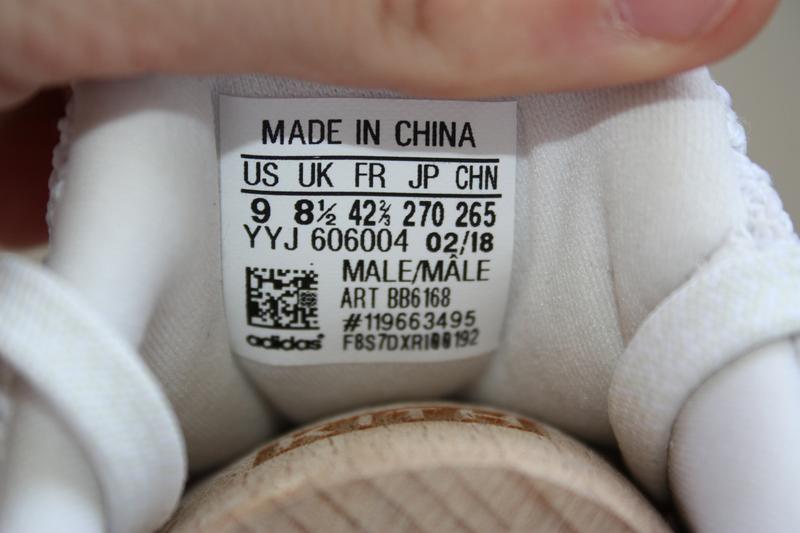 MADE IN CHINA
US UK FR JP CHN
9 8½ 42⅔ 270 265
YYJ 606004 02/18
MALE/MÂLE
ART BB6168
#119663495
adidas